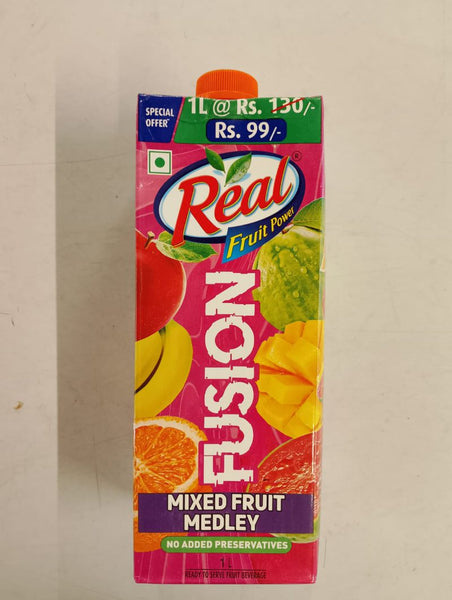 SPECIAL
OFFER*
1L @ Rs. 130/-
Rs. 99/-
Real
®
Fruit Power
FUSION
MIXED FRUIT
MEDLEY
NO ADDED PRESERVATIVES
1 L
READY TO SERVE FRUIT BEVERAGE